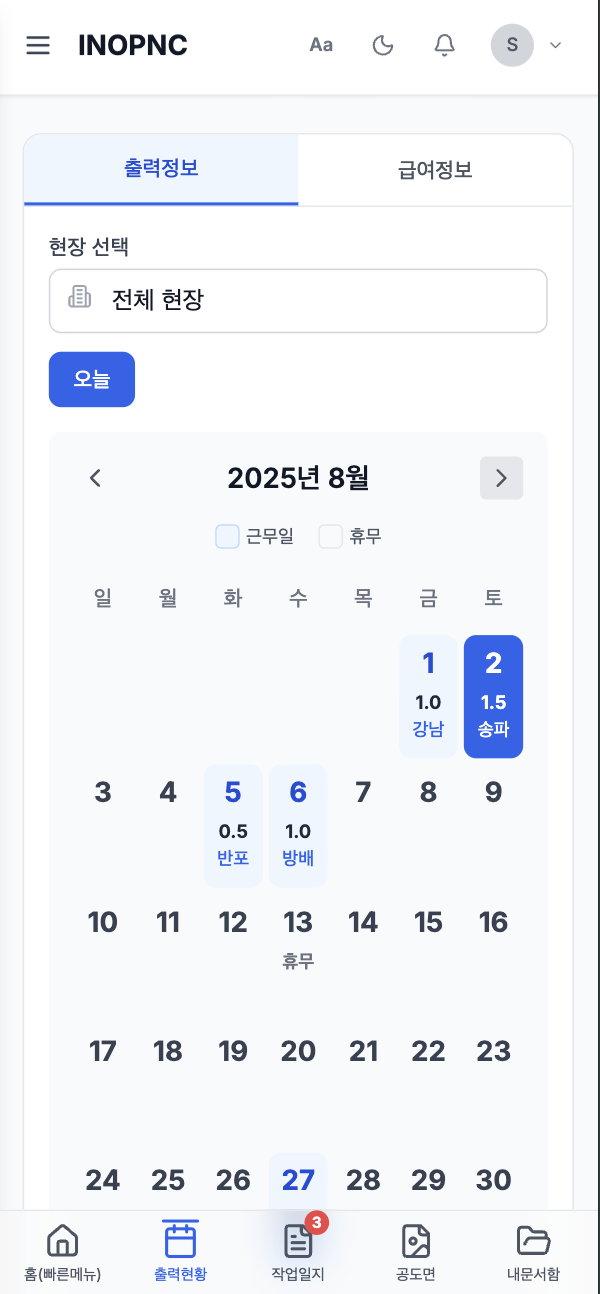 INOPNC Aa S
출력정보 급여정보
현장 선택
전체 현장
오늘
2025년 8월
근무일 휴무
일 월 화 수 목 금 토
1 2
1.0 1.5
강남 송파
3 4 5 6 7 8 9
0.5 1.0
반포 방배
10 11 12 13 14 15 16
휴무
17 18 19 20 21 22 23
24 25 26 27 28 29 30
3
홈(빠른메뉴) 출력현황 작업일지 공도면 내문서함